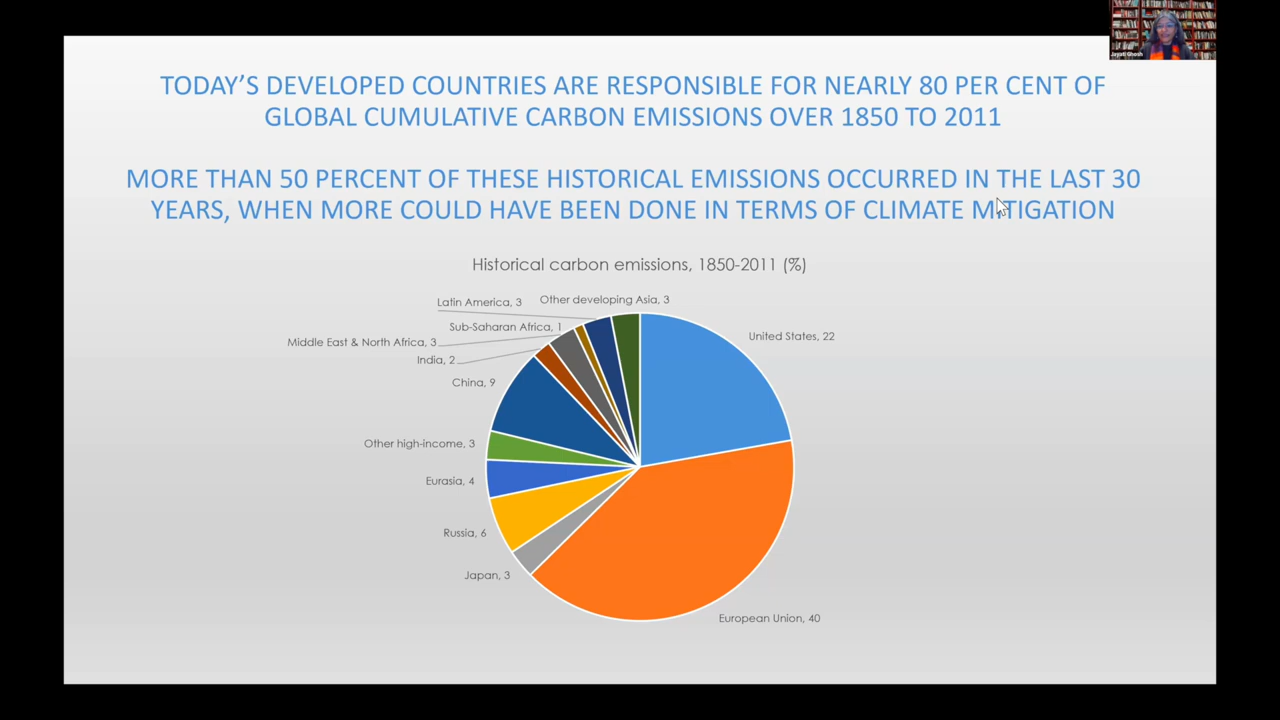 TODAY’S DEVELOPED COUNTRIES ARE RESPONSIBLE FOR NEARLY 80 PER CENT OF
GLOBAL CUMULATIVE CARBON EMISSIONS OVER 1850 TO 2011
MORE THAN 50 PERCENT OF THESE HISTORICAL EMISSIONS OCCURRED IN THE LAST 30
YEARS, WHEN MORE COULD HAVE BEEN DONE IN TERMS OF CLIMATE MITIGATION
Historical carbon emissions, 1850-2011 (%)
Latin America, 3
Other developing Asia, 3
Sub-Saharan Africa, 1
United States, 22
Middle East & North Africa, 3
India, 2
China, 9
Other high-income, 3
Eurasia, 4
Russia, 6
Japan, 3
European Union, 40
Jayati Ghosh